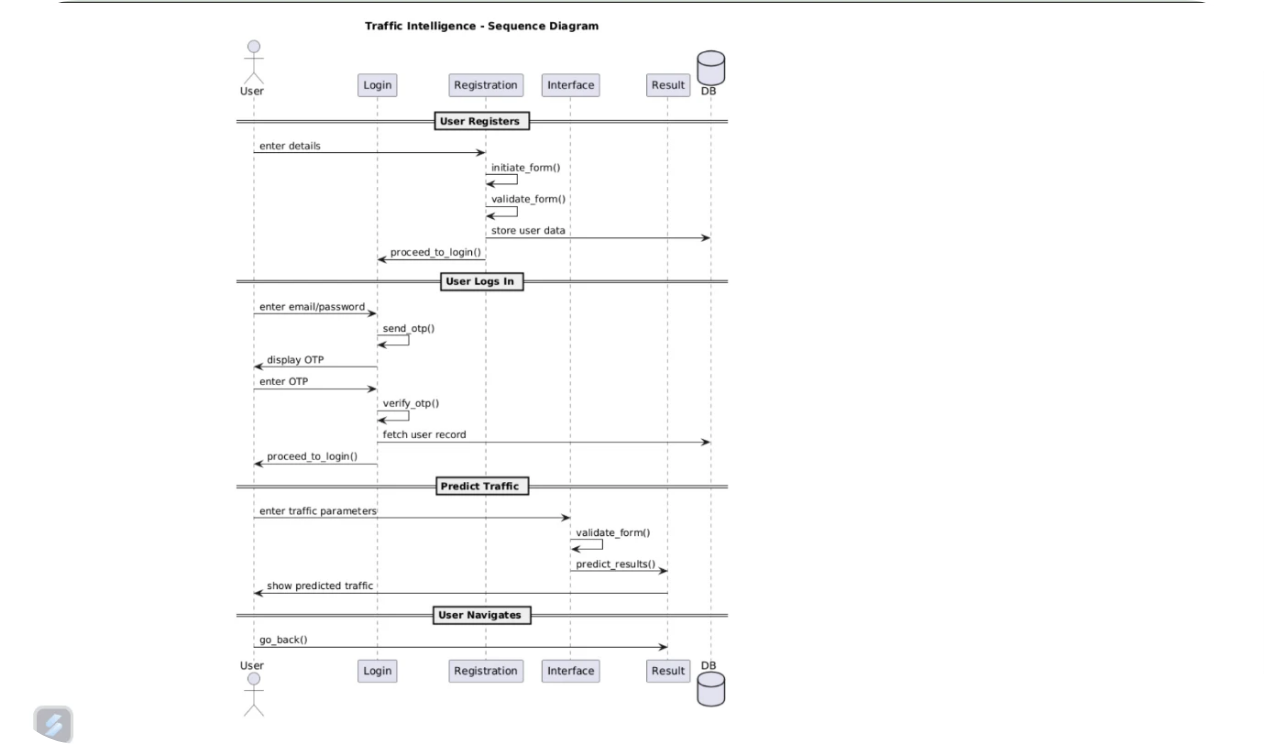 Traffic Intelligence - Sequence Diagram
User
Login
Registration
Interface
Result
DB
User Registers
enter details
initiate_form()
validate_form()
store user data
proceed_to_login()
User Logs In
enter email/password
send_otp()
display OTP
enter OTP
verify_otp()
fetch user record
proceed_to_login()
Predict Traffic
enter traffic parameters
validate_form()
predict_results()
show predicted traffic
User Navigates
go_back()
User
Login
Registration
Interface
Result
DB